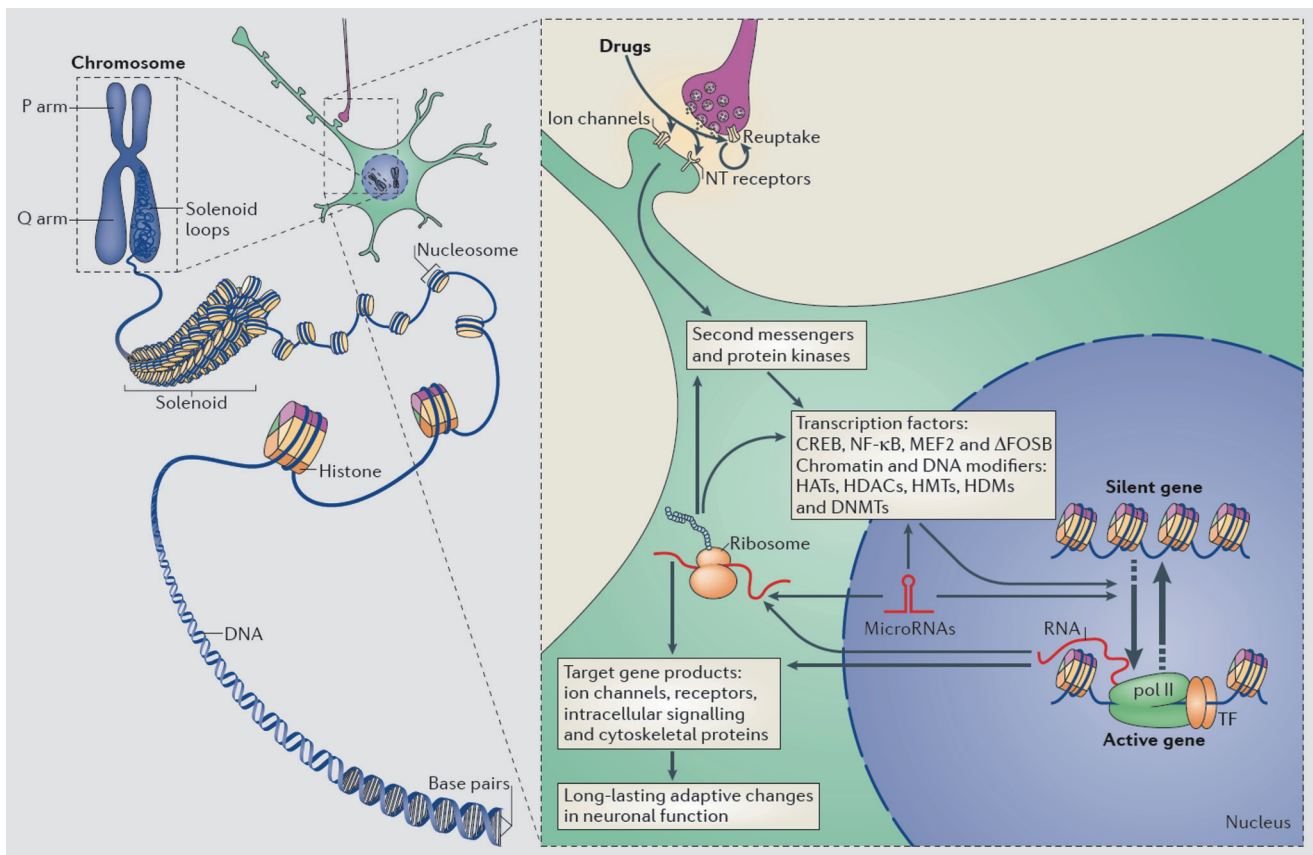 Chromosome
P arm
Q arm
Solenoid
loops
Nucleosome
Solenoid
Histone
DNA
Base pairs
Drugs
Ion channels
Reuptake
NT receptors
Second messengers
and protein kinases
Transcription factors:
CREB, NF-κB, MEF2 and ΔFOSB
Chromatin and DNA modifiers:
HATs, HDACs, HMTs, HDMs
and DNMTs
Silent gene
Ribosome
MicroRNAs
RNA
pol II
TF
Active gene
Target gene products:
ion channels, receptors,
intracellular signalling
and cytoskeletal proteins
Long-lasting adaptive changes
in neuronal function
Nucleus